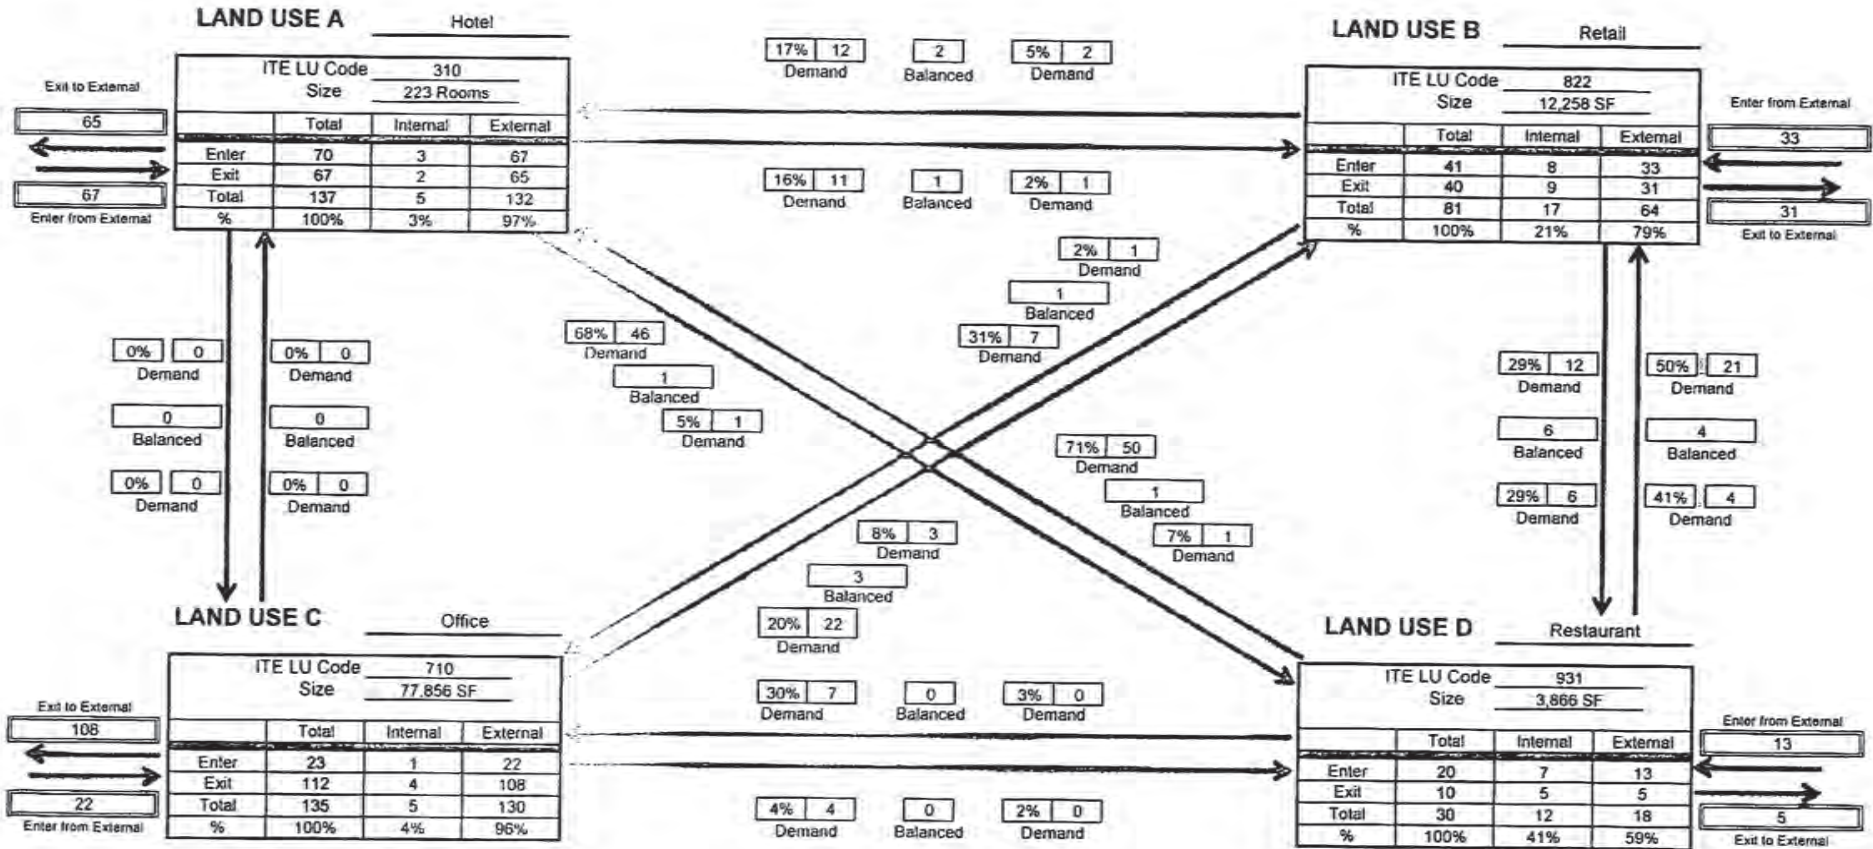 LAND USE A Hotel
ITE LU Code 310
Size 223 Rooms
Total Internal External
Enter 70 3 67
Exit 67 2 65
Total 137 5 132
% 100% 3% 97%
Exit to External
65
67
Enter from External
17% 12 2 5% 2
Demand Balanced Demand
16% 11 1 2% 1
Demand Balanced Demand
LAND USE B Retail
ITE LU Code 822
Size 12,258 SF
Total Internal External
Enter 41 8 33
Exit 40 9 31
Total 81 17 64
% 100% 21% 79%
Enter from External
33
31
Exit to External
0% 0
Demand
0
Balanced
0% 0
Demand
0% 0
Demand
0
Balanced
0% 0
Demand
68% 46
Demand
1
Balanced
5% 1
Demand
2% 1
Demand
1
Balanced
31% 7
Demand
71% 50
Demand
1
Balanced
7% 1
Demand
8% 3
Demand
3
Balanced
20% 22
Demand
29% 12
Demand
6
Balanced
29% 6
Demand
50% 21
Demand
4
Balanced
41% 4
Demand
LAND USE C Office
ITE LU Code 710
Size 77,856 SF
Total Internal External
Enter 23 1 22
Exit 112 4 108
Total 135 5 130
% 100% 4% 96%
Exit to External
108
22
Enter from External
30% 7 0 3% 0
Demand Balanced Demand
4% 4 0 2% 0
Demand Balanced Demand
LAND USE D Restaurant
ITE LU Code 931
Size 3,866 SF
Total Internal External
Enter 20 7 13
Exit 10 5 5
Total 30 12 18
% 100% 41% 59%
Enter from External
13
5
Exit to External